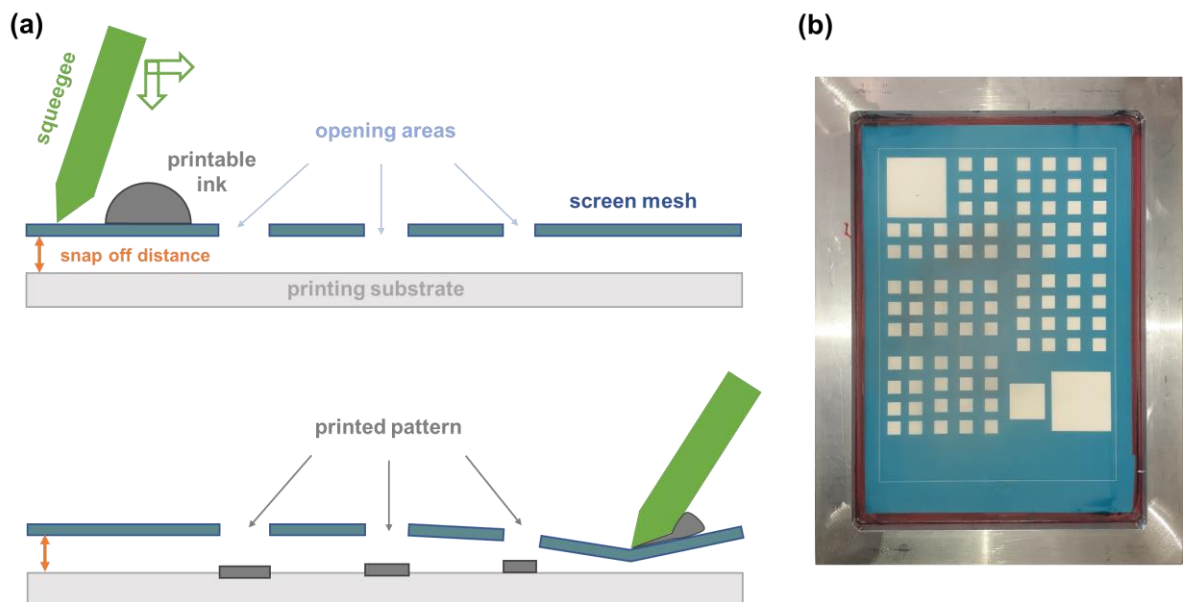 (a)
(b)
squeegee
printable
ink
opening areas
screen mesh
snap off distance
printing substrate
printed pattern